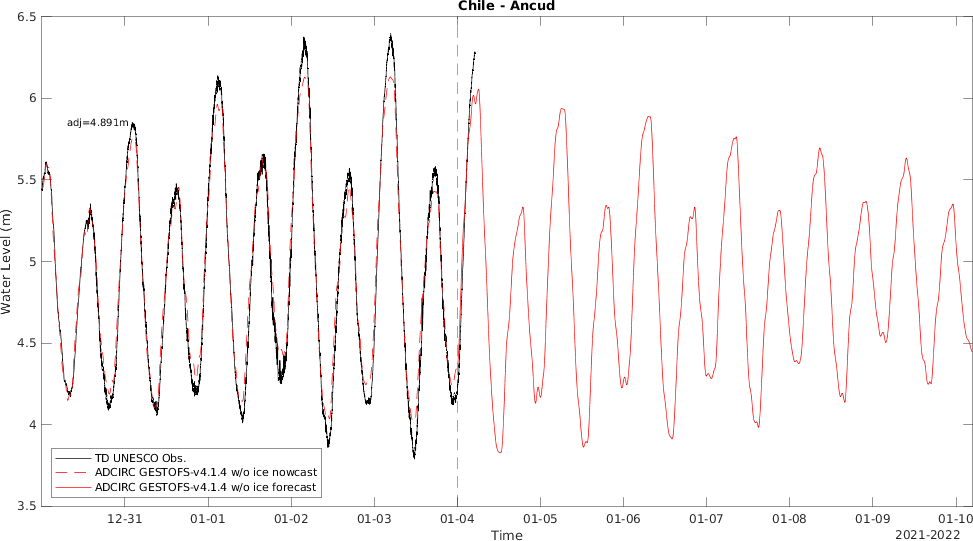 Chile - Ancud
6.5
6
5.5
5
4.5
4
3.5
Water Level (m)
adj=4.891m
TD UNESCO Obs.
ADCIRC GESTOFS-v4.1.4 w/o ice nowcast
ADCIRC GESTOFS-v4.1.4 w/o ice forecast
12-31 01-01 01-02 01-03 01-04 01-05 01-06 01-07 01-08 01-09 01-10
Time
2021-2022